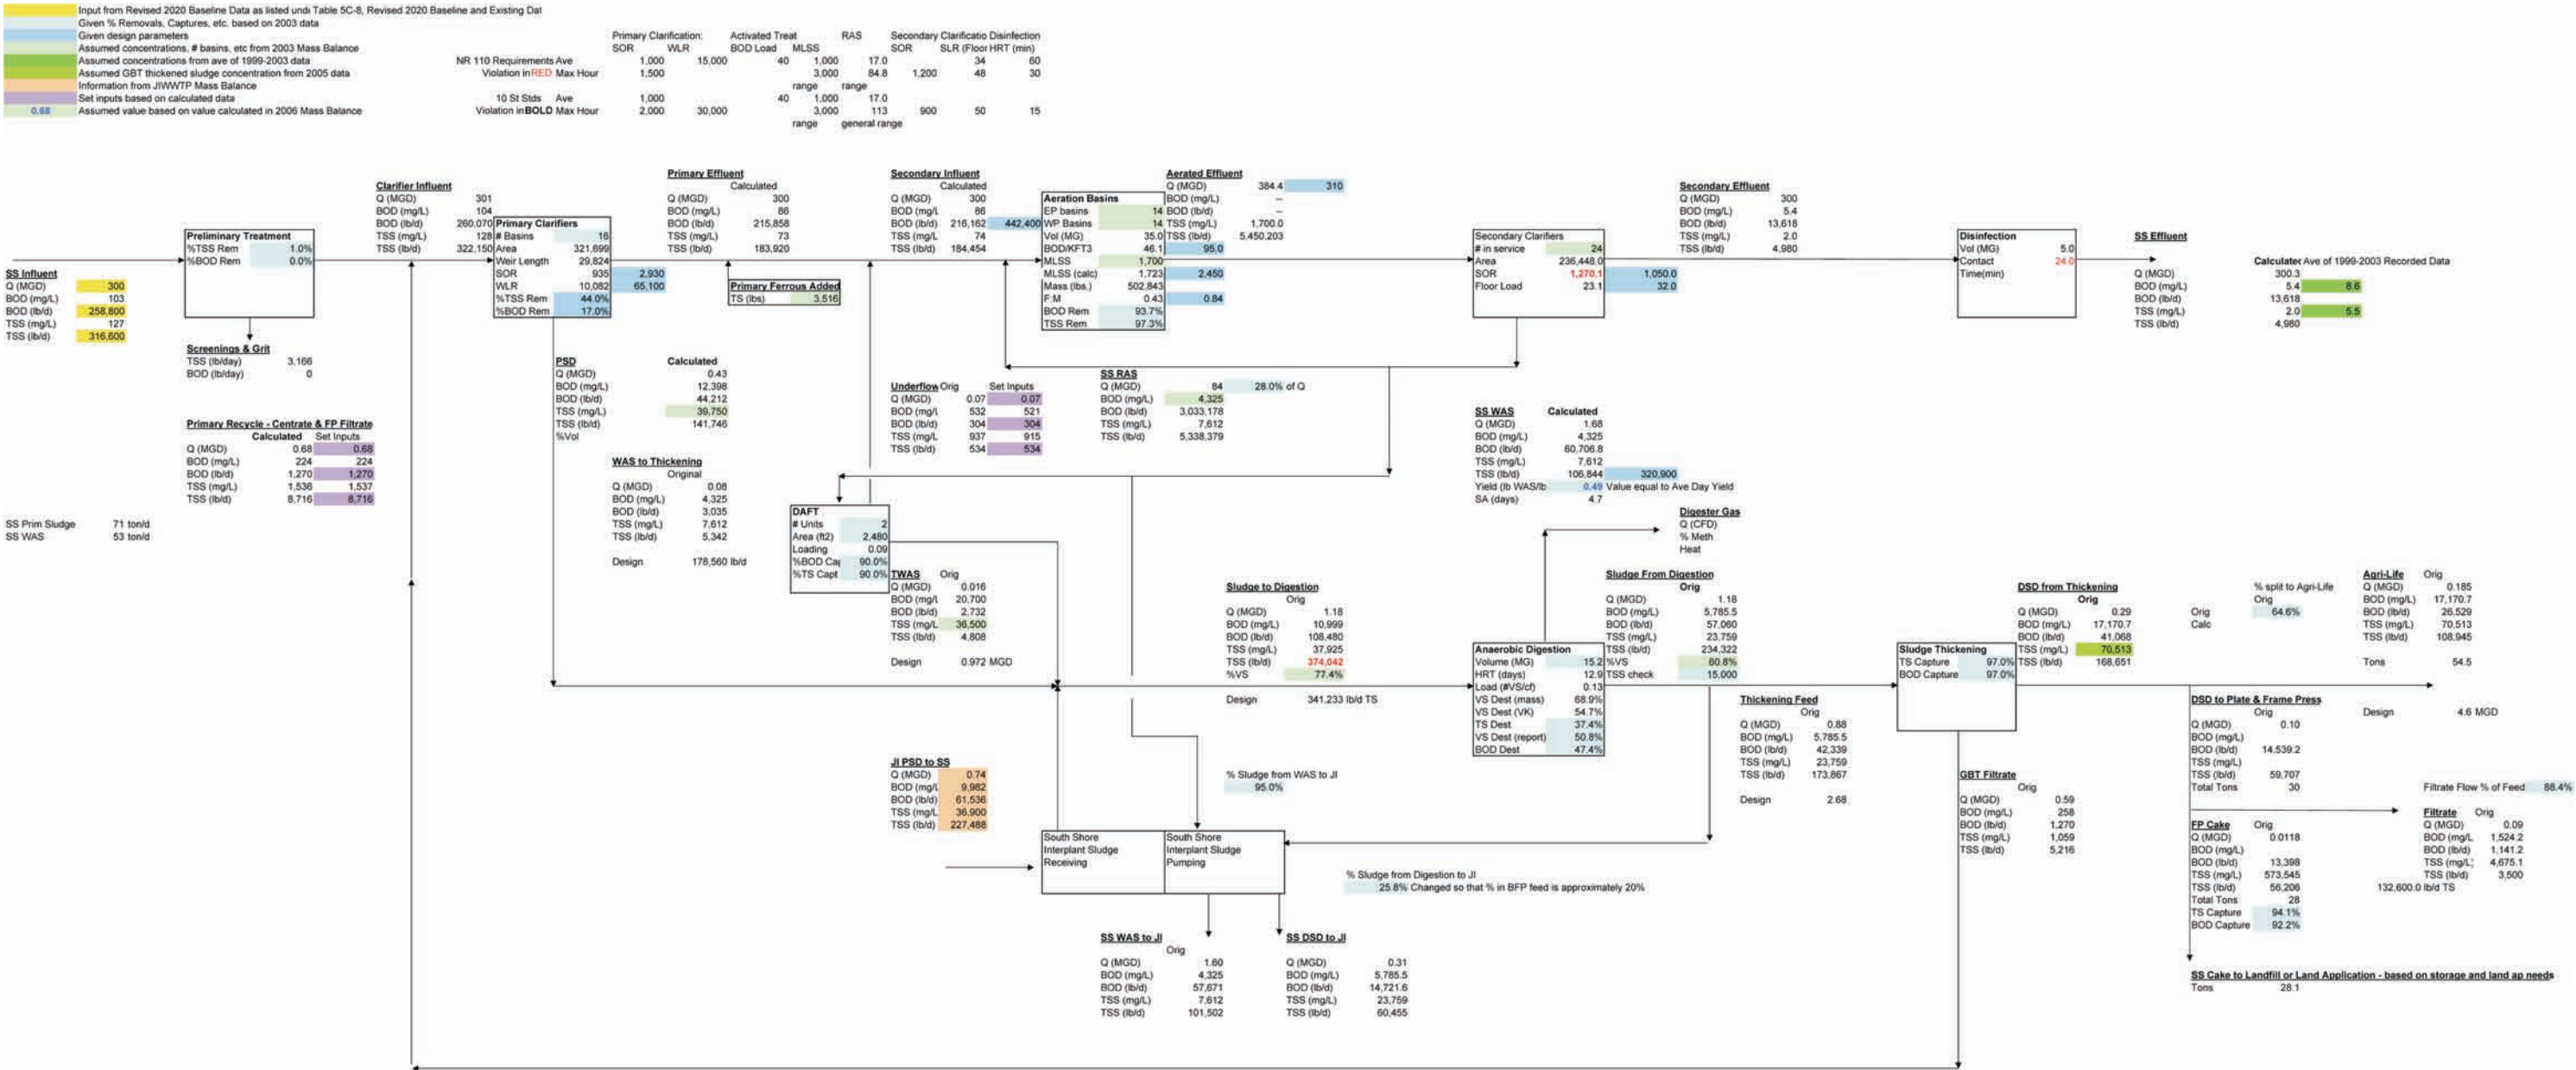 Input from Revised 2020 Baseline Data as listed unde Table 5C-8, Revised 2020 Baseline and Existing Dat
Given % Removals, Captures, etc. based on 2003 data
Given design parameters
Assumed concentrations, # basins, etc from 2003 Mass Balance
Assumed concentrations from ave of 1999-2003 data
Assumed GBT thickened sludge concentration from 2005 data
Information from JIWWTP Mass Balance
Set inputs based on calculated data
0.68 Assumed value based on value calculated in 2006 Mass Balance
Primary Clarification: Activated Treat RAS Secondary Clarificatio Disinfection
SOR WLR BOD Load MLSS SOR SLR (Floor HRT (min)
NR 110 Requirements Ave 1,000 15,000 40 1,000 17.0 34 60
Violation in RED Max Hour 1,500 3,000 84.8 1,200 48 30
range range
10 St Stds Ave 1,000 40 1,000 17.0
Violation in BOLD Max Hour 2,000 30,000 3,000 113 900 50 15
range general range
SS Influent
Q (MGD) 300
BOD (mg/L) 103
BOD (lb/d) 258,800
TSS (mg/L) 127
TSS (lb/d) 316,600
Preliminary Treatment
%TSS Rem 1.0%
%BOD Rem 0.0%
Screenings & Grit
TSS (lb/day) 3,166
BOD (lb/day) 0
Primary Recycle - Centrate & FP Filtrate
Calculated Set Inputs
Q (MGD) 0.68 0.68
BOD (mg/L) 224 224
BOD (lb/d) 1,270 1,270
TSS (mg/L) 1,536 1,537
TSS (lb/d) 8,716 8,716
SS Prim Sludge 71 ton/d
SS WAS 53 ton/d
Clarifier Influent
Q (MGD) 301
BOD (mg/L) 104
BOD (lb/d) 260,070
TSS (mg/L) 128
TSS (lb/d) 322,150
Primary Clarifiers
# Basins 16
Area 321,699
Weir Length 29,824
SOR 935 2,930
WLR 10,082 65,100
%TSS Rem 44.0%
%BOD Rem 17.0%
Primary Effluent
Calculated
Q (MGD) 300
BOD (mg/L) 86
BOD (lb/d) 215,858
TSS (mg/L) 73
TSS (lb/d) 183,920
Primary Ferrous Added
TS (lbs) 3,516
PSD Calculated
Q (MGD) 0.43
BOD (mg/L) 12,398
BOD (lb/d) 44,212
TSS (mg/L) 39,750
TSS (lb/d) 141,746
%Vol
WAS to Thickening
Original
Q (MGD) 0.08
BOD (mg/L) 4,325
BOD (lb/d) 3,035
TSS (mg/L) 7,612
TSS (lb/d) 5,342
Design 178,560 lb/d
Secondary Influent
Calculated
Q (MGD) 300
BOD (mg/L 86
BOD (lb/d) 216,162 442,400
TSS (mg/L 74
TSS (lb/d) 184,454
Aeration Basins
EP basins 14
WP Basins 14
Vol (MG) 35.0
BOD/KFT3 46.1 95.0
MLSS 1,700
MLSS (calc) 1,723 2,450
Mass (lbs.) 502,843
F:M 0.43 0.84
BOD Rem 93.7%
TSS Rem 97.3%
Aerated Effluent
Q (MGD) 384.4 310
BOD (mg/L) --
BOD (lb/d) --
TSS (mg/L) 1,700.0
TSS (lb/d) 5,450,203
Underflow Orig Set Inputs
Q (MGD) 0.07 0.07
BOD (mg/L 532 521
BOD (lb/d) 304 304
TSS (mg/L 937 915
TSS (lb/d) 534 534
SS RAS
Q (MGD) 84 28.0% of Q
BOD (mg/L) 4,325
BOD (lb/d) 3,033,178
TSS (mg/L) 7,612
TSS (lb/d) 5,338,379
DAFT
# Units 2
Area (ft2) 2,480
Loading 0.09
%BOD Cap 90.0%
%TS Capt 90.0%
TWAS Orig
Q (MGD) 0.016
BOD (mg/L 20,700
BOD (lb/d) 2,732
TSS (mg/L 36,500
TSS (lb/d) 4,808
Design 0.972 MGD
JI PSD to SS
Q (MGD) 0.74
BOD (mg/L 9,982
BOD (lb/d) 61,536
TSS (mg/L 36,900
TSS (lb/d) 227,488
South Shore
Interplant Sludge
Receiving
South Shore
Interplant Sludge
Pumping
% Sludge from WAS to JI
95.0%
% Sludge from Digestion to JI
25.8% Changed so that % in BFP feed is approximately 20%
SS WAS to JI
Orig
Q (MGD) 1.60
BOD (mg/L) 4,325
BOD (lb/d) 57,671
TSS (mg/L) 7,612
TSS (lb/d) 101,502
SS DSD to JI
Q (MGD) 0.31
BOD (mg/L) 5,785.5
BOD (lb/d) 14,721.6
TSS (mg/L) 23,759
TSS (lb/d) 60,455
Sludge to Digestion
Orig
Q (MGD) 1.18
BOD (mg/L) 10,999
BOD (lb/d) 108,480
TSS (mg/L) 37,925
TSS (lb/d) 374,042
%VS 77.4%
Design 341,233 lb/d TS
Secondary Clarifiers
# in service 24
Area 236,448.0
SOR 1,270.1 1,050.0
Floor Load 23.1 32.0
SS WAS Calculated
Q (MGD) 1.68
BOD (mg/L) 4,325
BOD (lb/d) 60,706.8
TSS (mg/L) 7,612
TSS (lb/d) 106,844 320,900
Yield (lb WAS/lb 0.49 Value equal to Ave Day Yield
SA (days) 4.7
Digester Gas
Q (CFD)
% Meth
Heat
Anaerobic Digestion
Volume (MG) 15.2
HRT (days) 12.9
Load (#VS/cf) 0.13
VS Dest (mass) 68.9%
VS Dest (VK) 54.7%
TS Dest 37.4%
VS Dest (report) 50.8%
BOD Dest 47.4%
Sludge From Digestion
Orig
Q (MGD) 1.18
BOD (mg/L) 5,785.5
BOD (lb/d) 57,060
TSS (mg/L) 23,759
TSS (lb/d) 234,322
%VS 60.8%
TSS check 15,000
Secondary Effluent
Q (MGD) 300
BOD (mg/L) 5.4
BOD (lb/d) 13,618
TSS (mg/L) 2.0
TSS (lb/d) 4,980
Disinfection
Vol (MG) 5.0
Contact 24.0
Time(min)
SS Effluent
Calculated Ave of 1999-2003 Recorded Data
Q (MGD) 300.3
BOD (mg/L) 5.4 8.6
BOD (lb/d) 13,618
TSS (mg/L) 2.0 5.5
TSS (lb/d) 4,980
Thickening Feed
Orig
Q (MGD) 0.88
BOD (mg/L) 5,785.5
BOD (lb/d) 42,339
TSS (mg/L) 23,759
TSS (lb/d) 173,867
Design 2.68
Sludge Thickening
TS Capture 97.0%
BOD Capture 97.0%
DSD from Thickening
Orig
Q (MGD) 0.29
BOD (mg/L) 17,170.7
BOD (lb/d) 41,068
TSS (mg/L) 70,513
TSS (lb/d) 168,651
GBT Filtrate
Orig
Q (MGD) 0.59
BOD (mg/L) 258
BOD (lb/d) 1,270
TSS (mg/L) 1,059
TSS (lb/d) 5,216
% split to Agri-Life
Orig
Orig 64.6%
Calc
Agri-Life Orig
Q (MGD) 0.185
BOD (mg/L) 17,170.7
BOD (lb/d) 26,529
TSS (mg/L) 70,513
TSS (lb/d) 108,945
Tons 54.5
Design 4.6 MGD
DSD to Plate & Frame Press
Orig
Q (MGD) 0.10
BOD (mg/L)
BOD (lb/d) 14,539.2
TSS (mg/L)
TSS (lb/d) 59,707
Total Tons 30
Filtrate Flow % of Feed 88.4%
FP Cake Orig
Q (MGD) 0.0118
BOD (mg/L)
BOD (lb/d) 13,398
TSS (mg/L) 573,545
TSS (lb/d) 56,206
Total Tons 28
TS Capture 94.1%
BOD Capture 92.2%
132,600.0 lb/d TS
Filtrate Orig
Q (MGD) 0.09
BOD (mg/L 1,524.2
BOD (lb/d) 1,141.2
TSS (mg/L; 4,675.1
TSS (lb/d) 3,500
SS Cake to Landfill or Land Application - based on storage and land ap needs
Tons 28.1